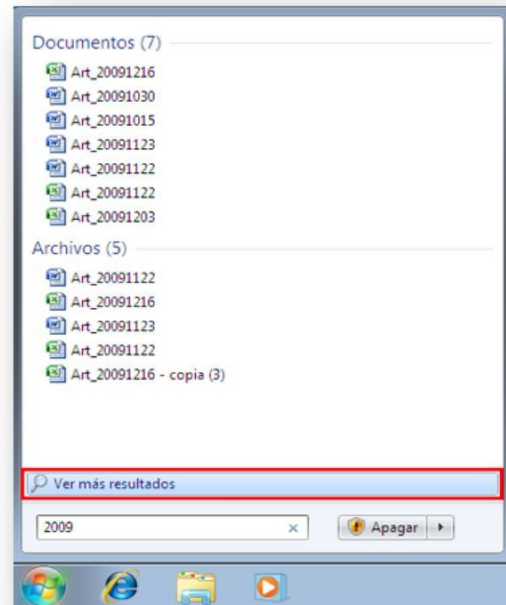 Documentos (7)
Art_20091216
Art_20091030
Art_20091015
Art_20091123
Art_20091122
Art_20091122
Art_20091203
Archivos (5)
Art_20091122
Art_20091216
Art_20091123
Art_20091122
Art_20091216 - copia (3)
Ver más resultados
2009 Apagar